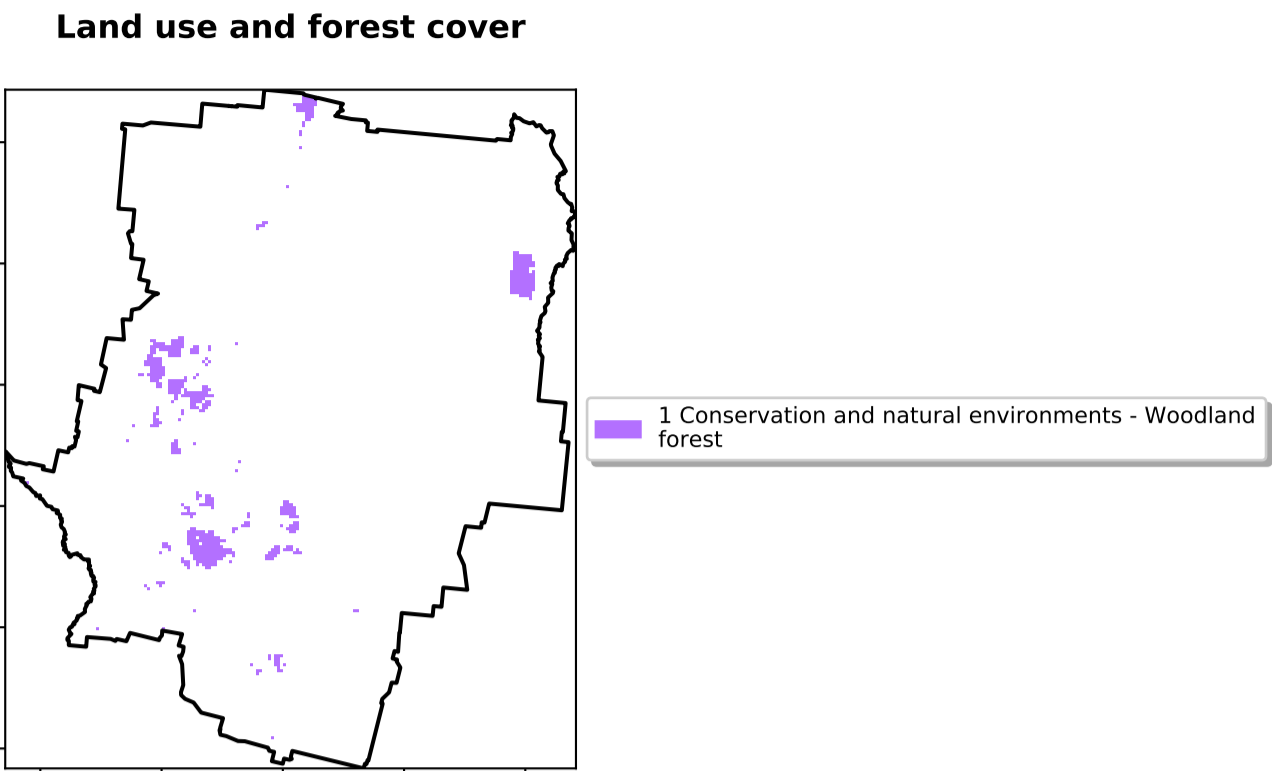 Land use and forest cover
1 Conservation and natural environments - Woodland
forest